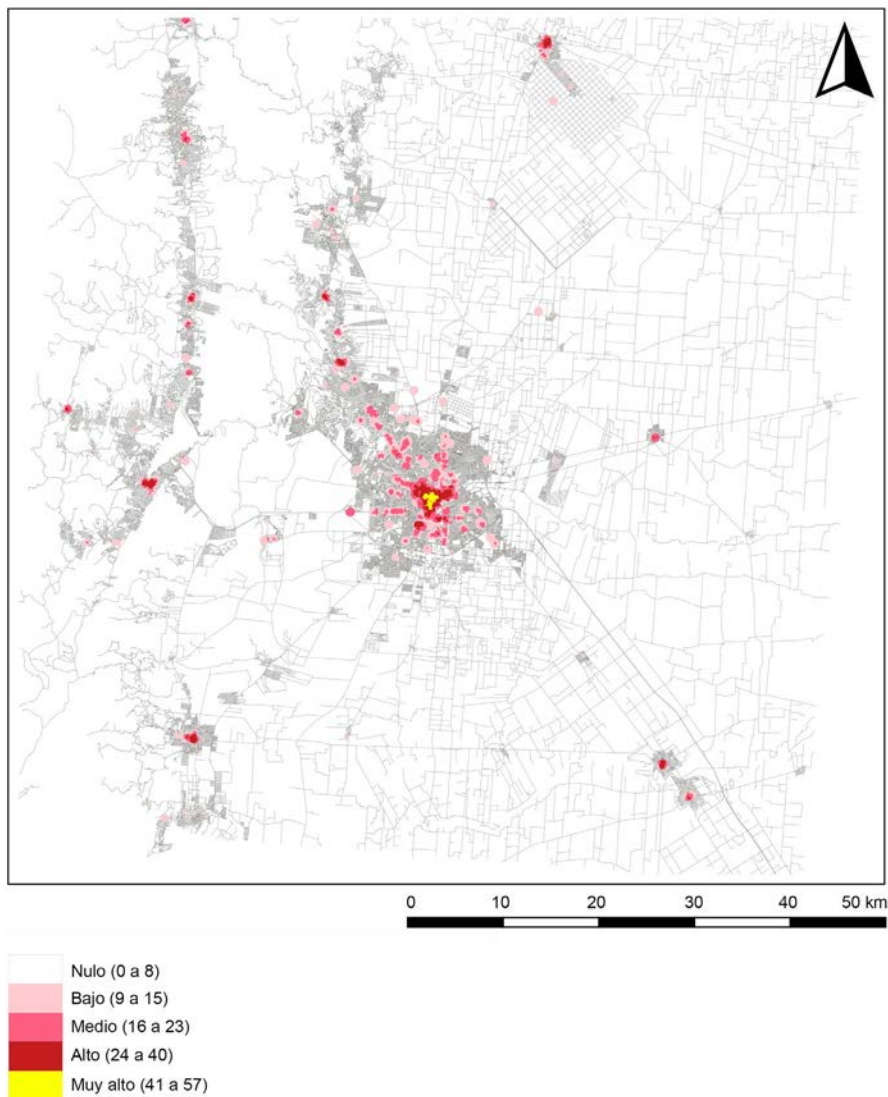 0 10 20 30 40 50 km
Nulo (0 a 8)
Bajo (9 a 15)
Medio (16 a 23)
Alto (24 a 40)
Muy alto (41 a 57)